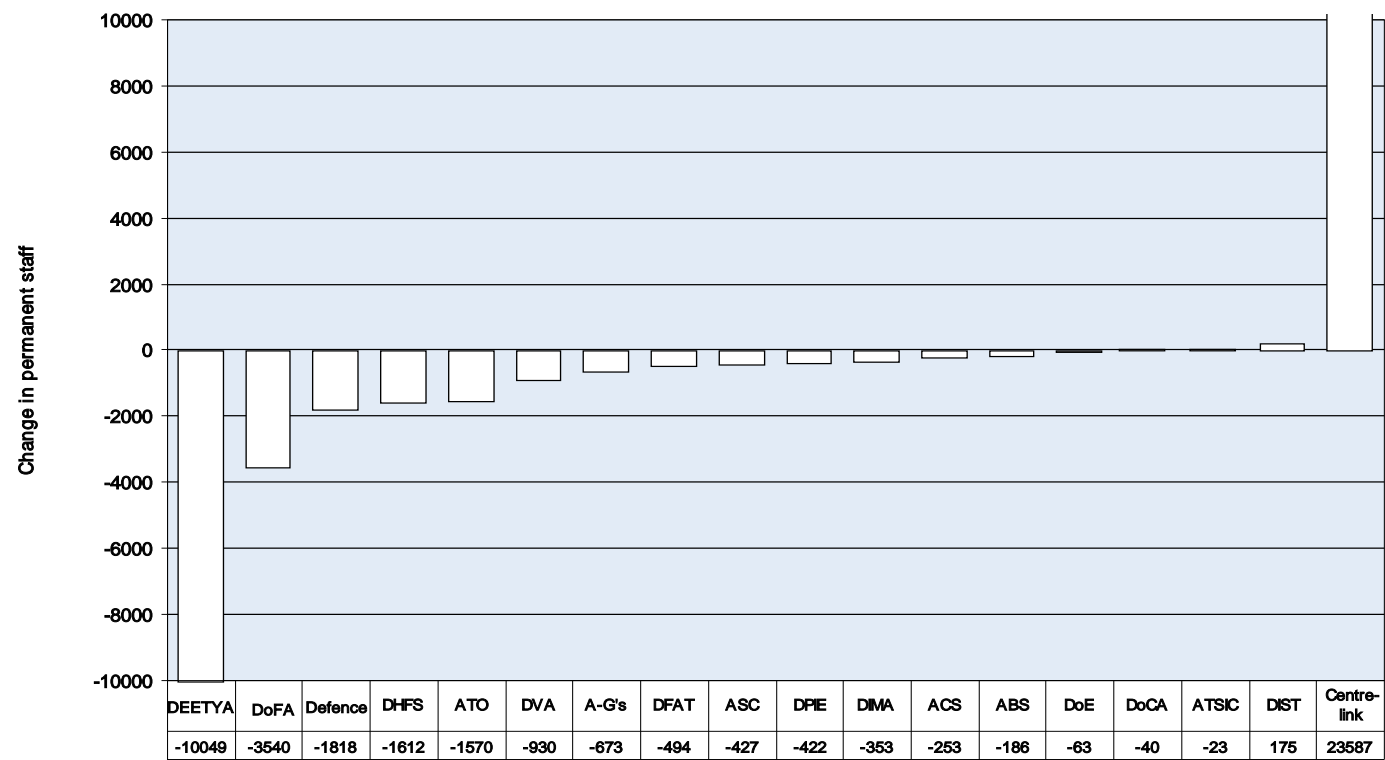 10000
8000
6000
4000
2000
0
-2000
-4000
-6000
-8000
-10000
Change in permanent staff
DEETYA DoFA Defence DHFS ATO DVA A-G's DFAT ASC DPIE DIMA ACS ABS DoE DoCA ATSIC DIST Centre-
link
-10049 -3540 -1818 -1612 -1570 -930 -673 -494 -427 -422 -353 -253 -186 -63 -40 -23 175 23587